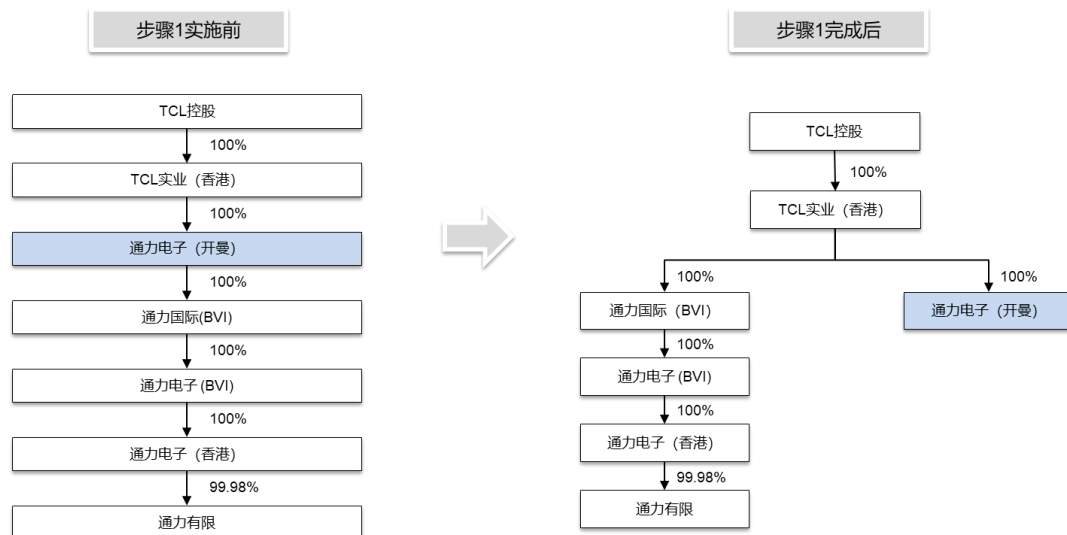 步骤1实施前
TCL控股
100%
TCL实业（香港）
100%
通力电子（开曼）
100%
通力国际(BVI)
100%
通力电子(BVI)
100%
通力电子（香港）
99.98%
通力有限
步骤1完成后
TCL控股
100%
TCL实业（香港）
100%
100%
通力国际（BVI）
通力电子（开曼）
100%
通力电子(BVI)
100%
通力电子（香港）
99.98%
通力有限